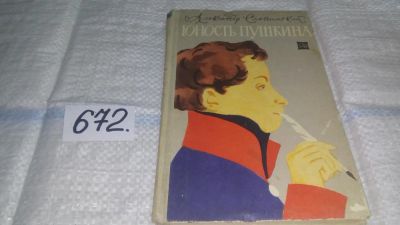 Александр Слонимский
ЮНОСТЬ ПУШКИНА
672.